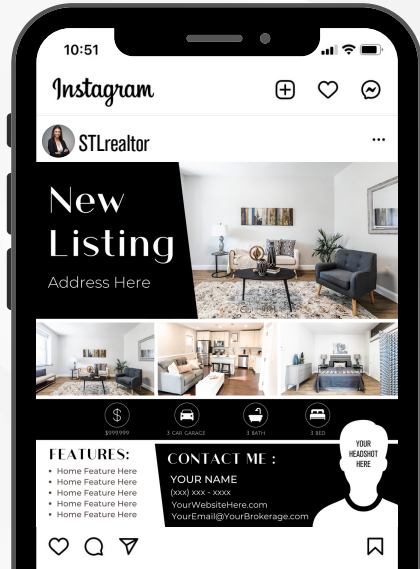 10:51
Instagram
STLrealtor
New
Listing
Address Here
$999999
3 CAR GARAGE
3 BATH
3 BED
FEATURES:
• Home Feature Here
• Home Feature Here
• Home Feature Here
• Home Feature Here
• Home Feature Here
CONTACT ME :
YOUR NAME
(xxx) xxx - xxxx
YourWebsiteHere.com
YourEmail@YourBrokerage.com
YOUR
HEADSHOT
HERE